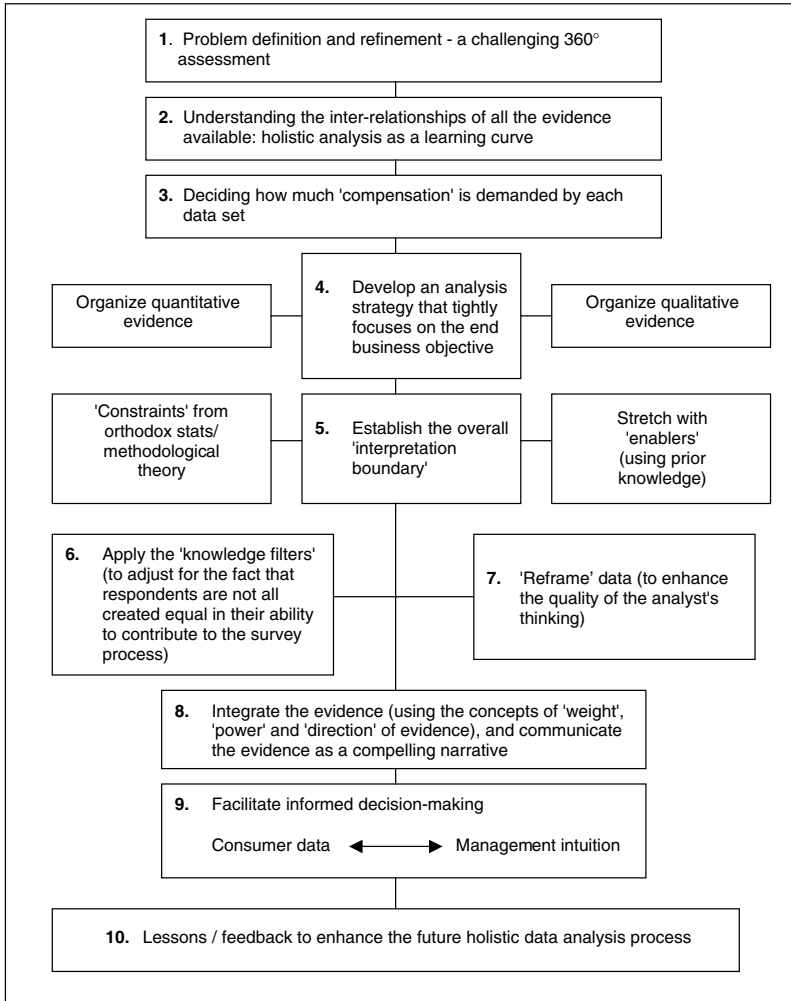 1. Problem definition and refinement - a challenging 360°
assessment
2. Understanding the inter-relationships of all the evidence
available: holistic analysis as a learning curve
3. Deciding how much 'compensation' is demanded by each
data set
Organize quantitative
evidence
4. Develop an analysis
strategy that tightly
focuses on the end
business objective
Organize qualitative
evidence
'Constraints' from
orthodox stats/
methodological
theory
5. Establish the overall
'interpretation
boundary'
Stretch with
'enablers'
(using prior
knowledge)
6. Apply the 'knowledge filters'
(to adjust for the fact that
respondents are not all
created equal in their ability
to contribute to the survey
process)
7. 'Reframe' data (to enhance
the quality of the analyst's
thinking)
8. Integrate the evidence (using the concepts of 'weight',
'power' and 'direction' of evidence), and communicate
the evidence as a compelling narrative
9. Facilitate informed decision-making
Consumer data Management intuition
10. Lessons / feedback to enhance the future holistic data analysis process